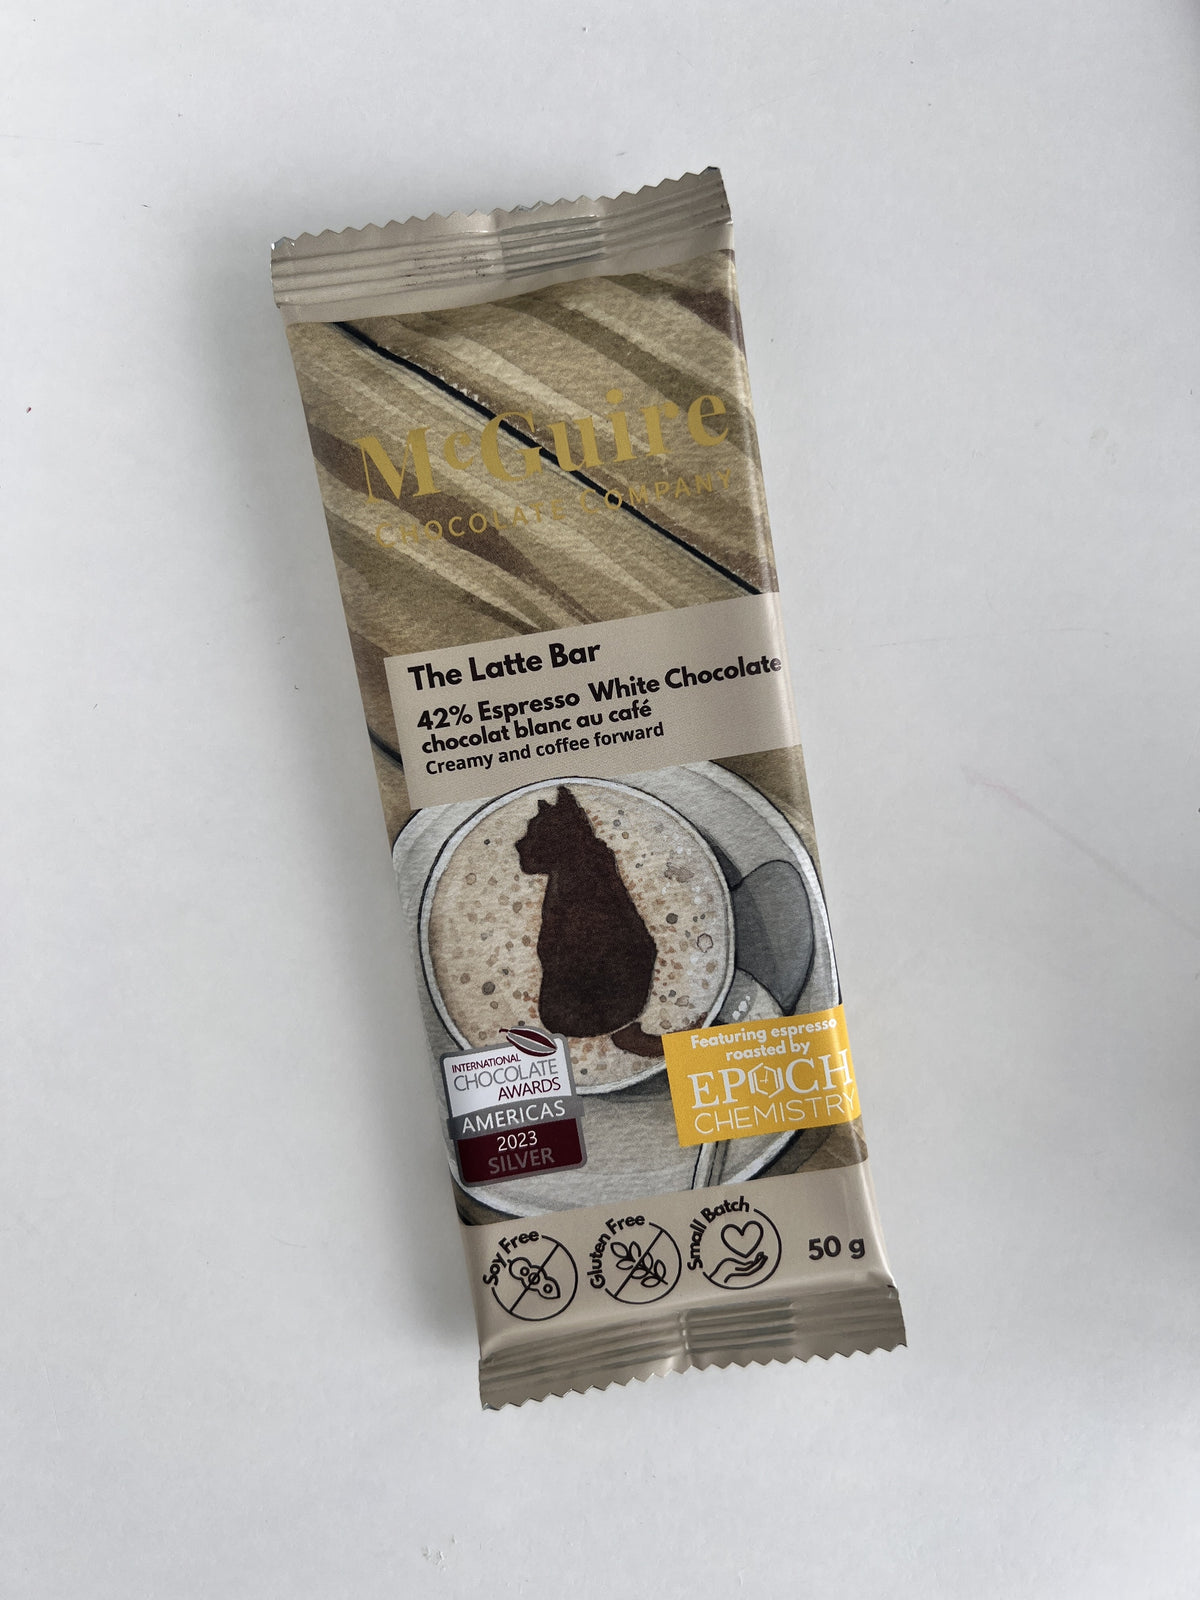 McGuire
CHOCOLATE COMPANY
The Latte Bar
42% Espresso White Chocolate
chocolat blanc au café
Creamy and coffee forward
INTERNATIONAL
CHOCOLATE
AWARDS
AMERICAS
2023
SILVER
Featuring espresso
roasted by
EPOCH
CHEMISTRY
Soy Free
Gluten Free
Small Batch
50 g